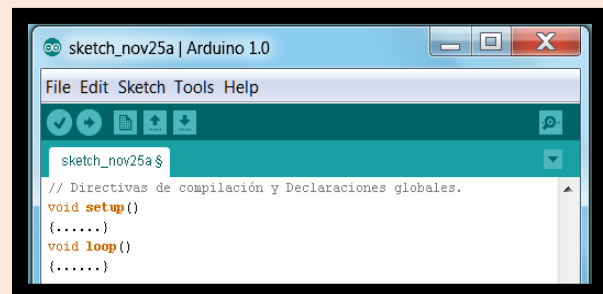 sketch_nov25a | Arduino 1.0
File Edit Sketch Tools Help
sketch_nov25a §
// Directivas de compilación y Declaraciones globales.
void setup()
{......}
void loop()
{......}